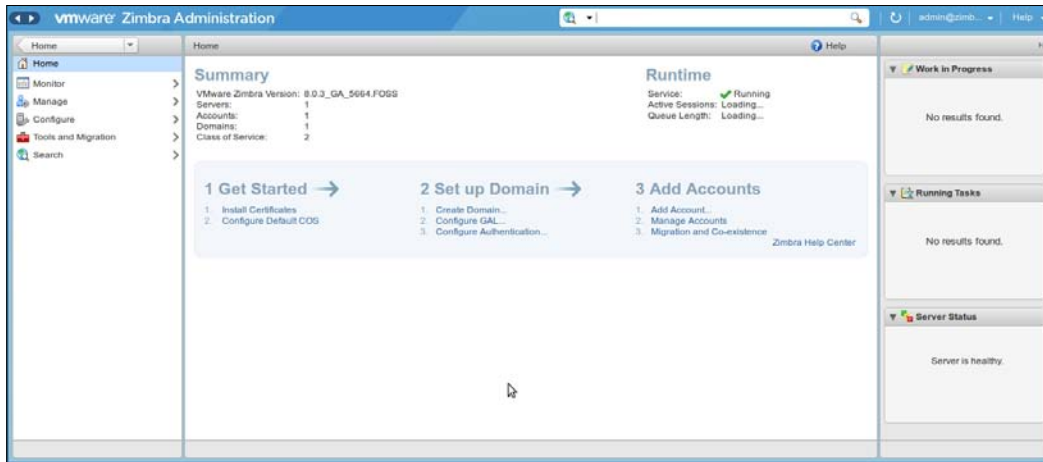 vmware Zimbra Administration
admin@zimb...
Help
Home
Home
Monitor
Manage
Configure
Tools and Migration
Search
Home
Help
Summary
VMware Zimbra Version: 8.0.3_GA_5664.FOSS
Servers: 1
Accounts: 1
Domains: 1
Class of Service: 2
Runtime
Service: Running
Active Sessions: Loading...
Queue Length: Loading...
1 Get Started
1. Install Certificates
2. Configure Default COS
2 Set up Domain
1. Create Domain...
2. Configure GAL...
3. Configure Authentication...
3 Add Accounts
1. Add Account...
2. Manage Accounts
3. Migration and Co-existence
Zimbra Help Center
Work in Progress
No results found.
Running Tasks
No results found.
Server Status
Server is healthy.